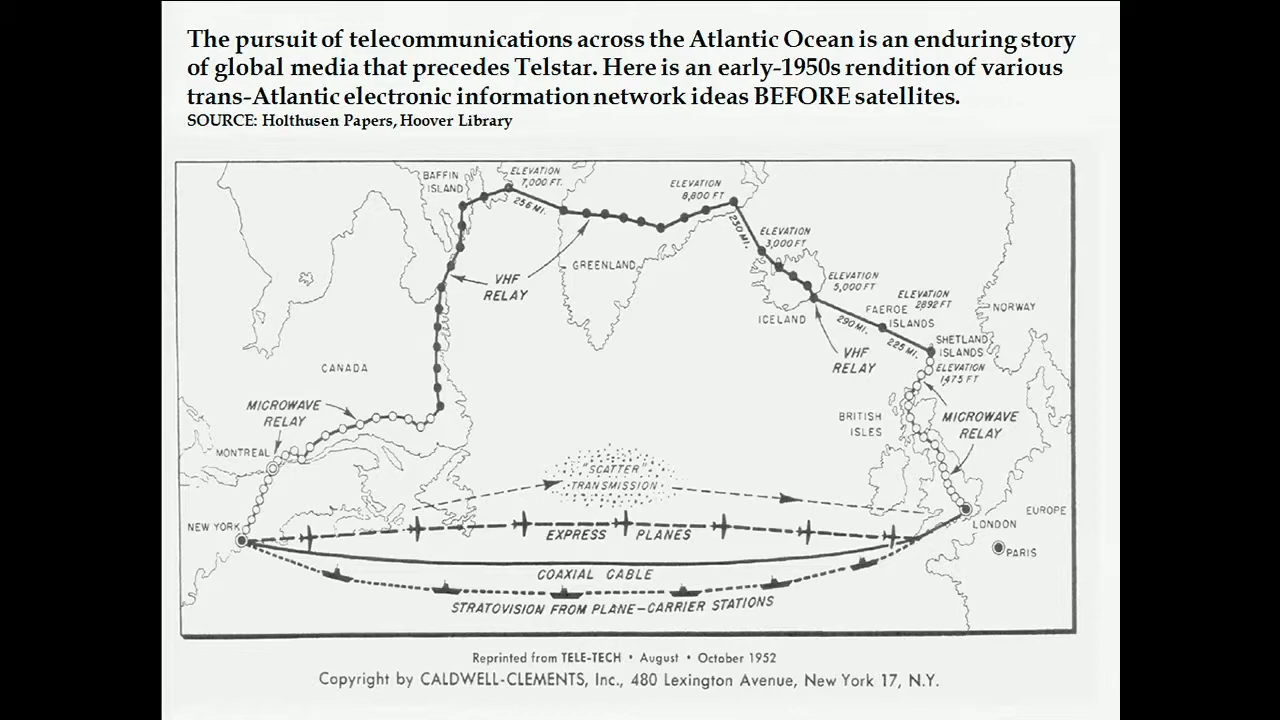 The pursuit of telecommunications across the Atlantic Ocean is an enduring story
of global media that precedes Telstar. Here is an early-1950s rendition of various
trans-Atlantic electronic information network ideas BEFORE satellites.
SOURCE: Holthusen Papers, Hoover Library
BAFFIN
ISLAND
ELEVATION
7,000 FT.
256 MI.
ELEVATION
8,800 FT
230 MI.
ELEVATION
3,000 FT
GREENLAND
VHF
RELAY
ELEVATION
5,000 FT
ICELAND
290 MI.
FAEROE
ISLANDS
ELEVATION
2892 FT
NORWAY
225 MI.
SHETLAND
ISLANDS
ELEVATION
1,475 FT
VHF
RELAY
CANADA
MICROWAVE
RELAY
BRITISH
ISLES
MICROWAVE
RELAY
MONTREAL
"SCATTER"
TRANSMISSION
NEW YORK
EXPRESS PLANES
EUROPE
LONDON
PARIS
COAXIAL CABLE
STRATOVISION FROM PLANE-CARRIER STATIONS
Reprinted from TELE-TECH • August • October 1952
Copyright by CALDWELL-CLEMENTS, Inc., 480 Lexington Avenue, New York 17, N.Y.